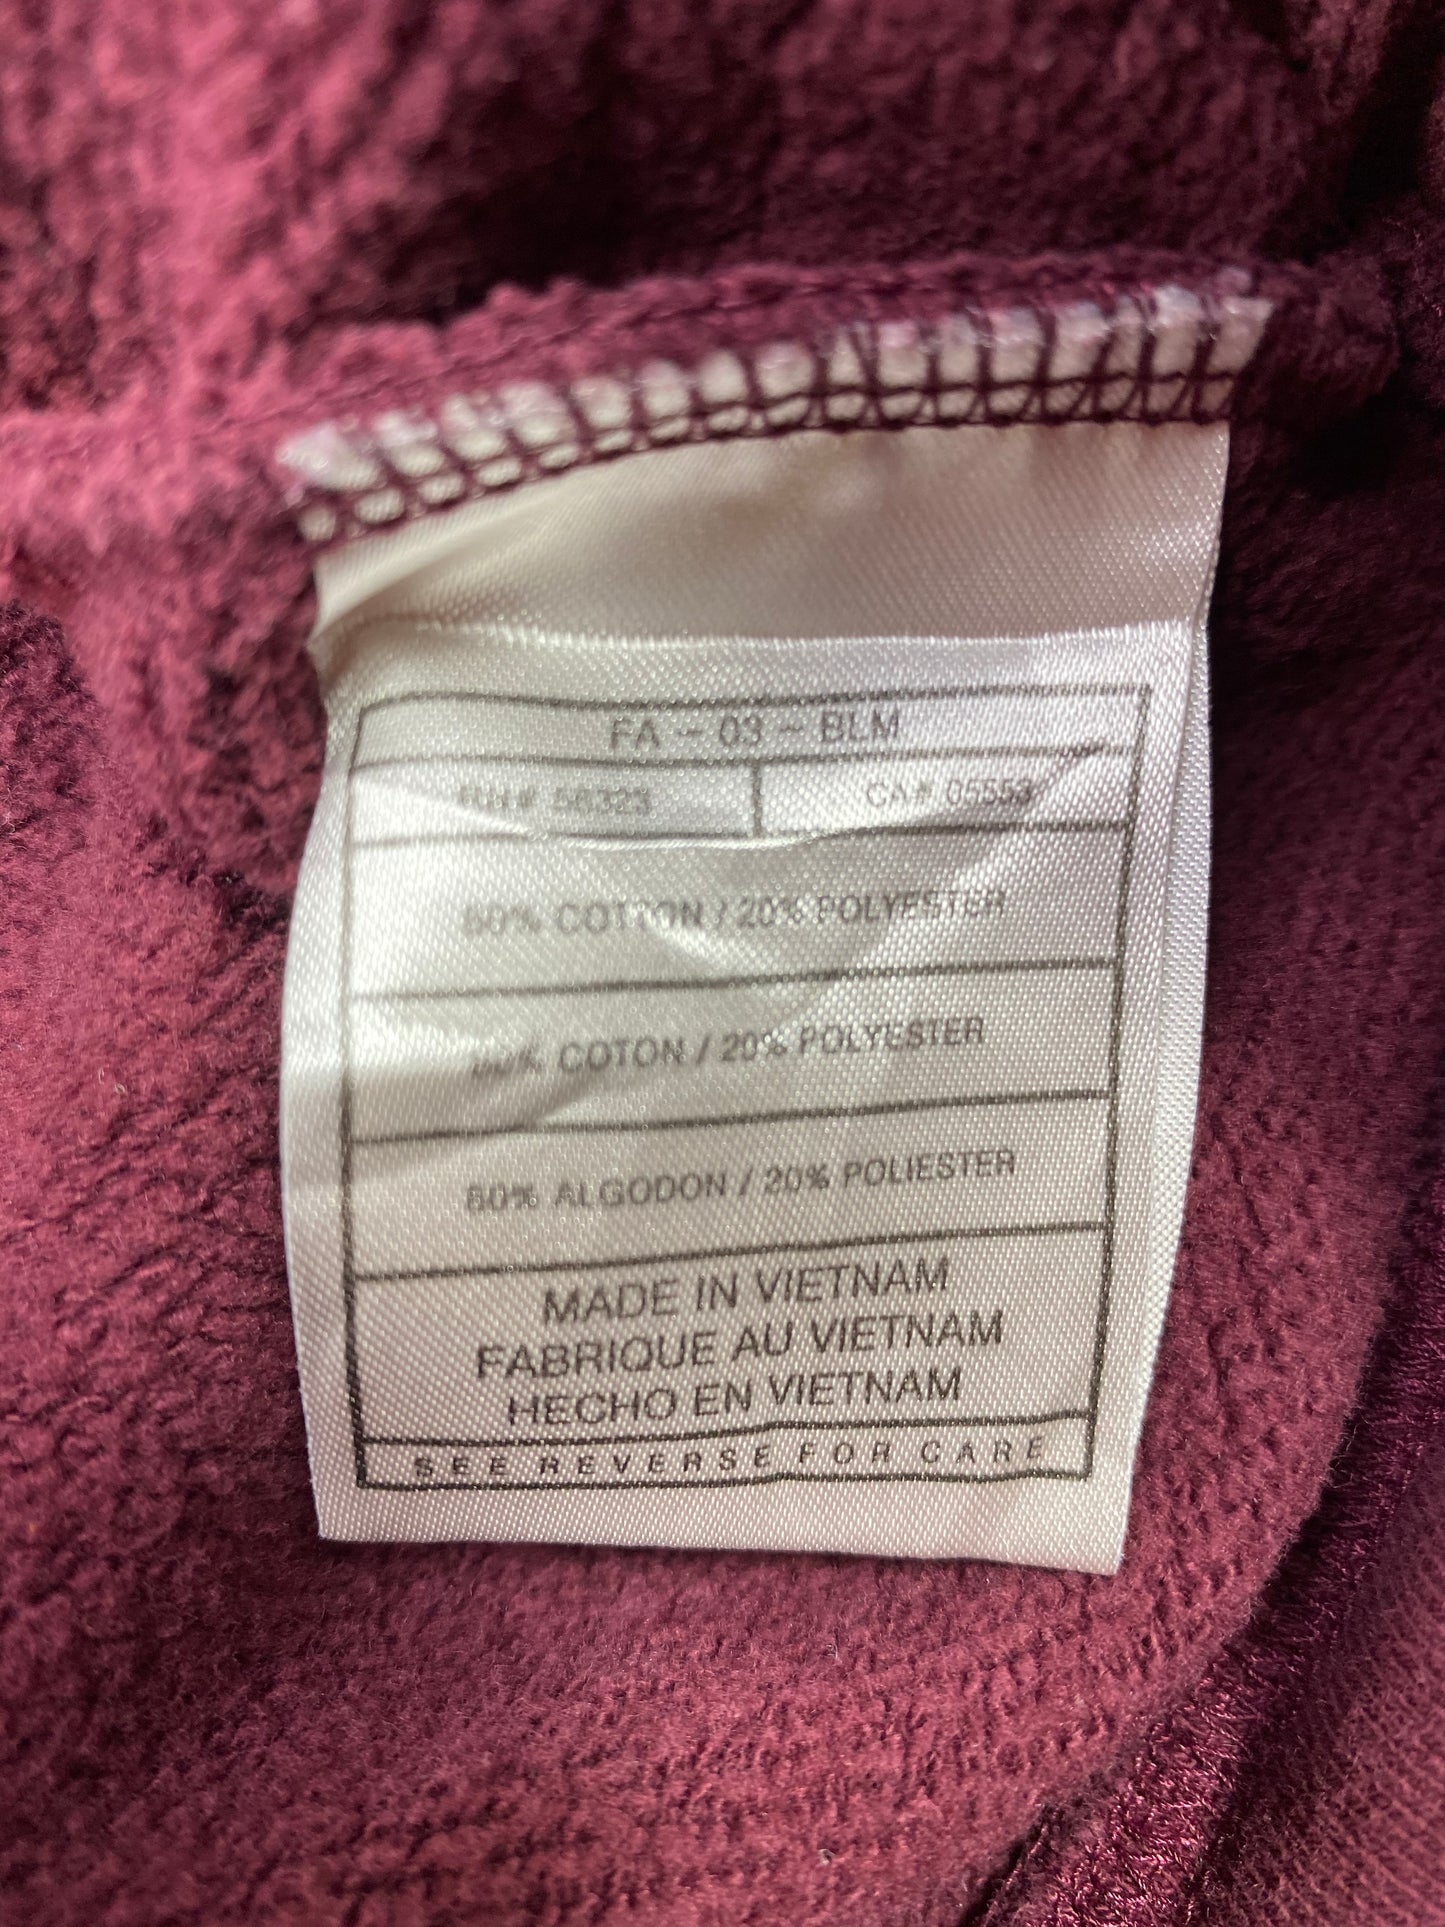 FA - 03 - BLM
RN# 56323 CA# 05553
80% COTTON / 20% POLYESTER
80% COTON / 20% POLYESTER
80% ALGODON / 20% POLIESTER
MADE IN VIETNAM
FABRIQUE AU VIETNAM
HECHO EN VIETNAM
SEE REVERSE FOR CARE